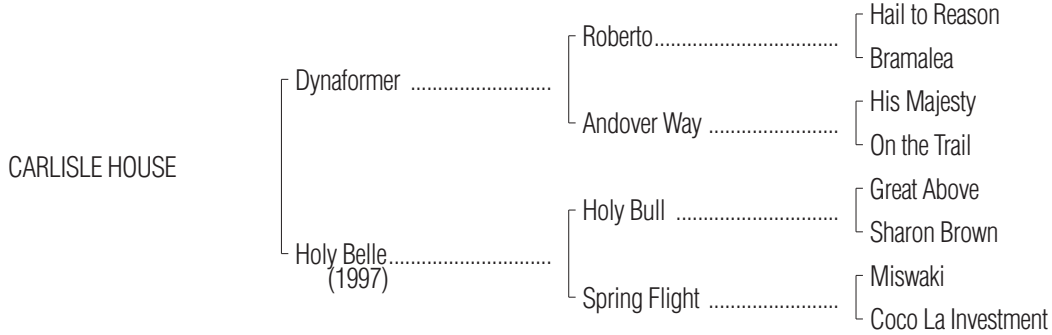 Hail to Reason
Roberto..................................
Bramalea
Dynaformer ..........................
His Majesty
Andover Way ........................
On the Trail
CARLISLE HOUSE
Great Above
Holy Bull ..............................
Sharon Brown
Holy Belle..............................
(1997)
Miswaki
Spring Flight ........................
Coco La Investment